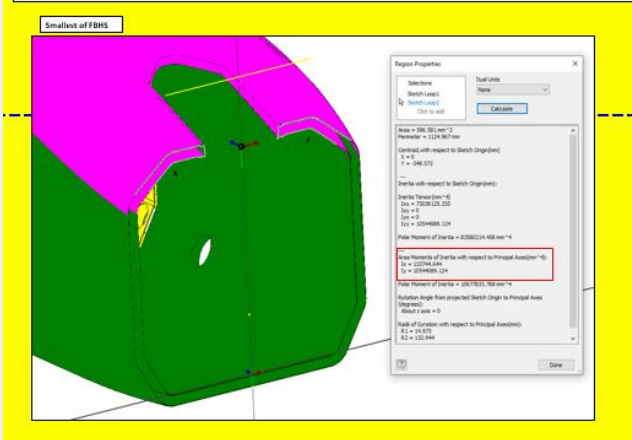 Smallest of FBHS
Region Properties
Selections
Sketch Loop1
Sketch Loop2
Click to add
Dual Units
None
Calculate
Area = 596.581 mm^2
Perimeter = 1124.967 mm
Centroid,with respect to Sketch Origin(mm):
X = 0
Y = -349.572
---
Inertia with respect to Sketch Origin(mm):
Inertia Tensor(mm^4)
Ixx = 73036125.335
Ixy = 0
Iyx = 0
Iyy = 10544089.124
Polar Moment of Inertia = 83580214.458 mm^4
---
Area Moments of Inertia with respect to Principal Axes(mm^4):
Ix = 133744.644
Iy = 10544089.124
Polar Moment of Inertia = 10677833.768 mm^4
Rotation Angle from projected Sketch Origin to Principal Axes
(degrees):
About z axis = 0
Radii of Gyration with respect to Principal Axes(mm):
R1 = 14.973
R2 = 132.944
Done